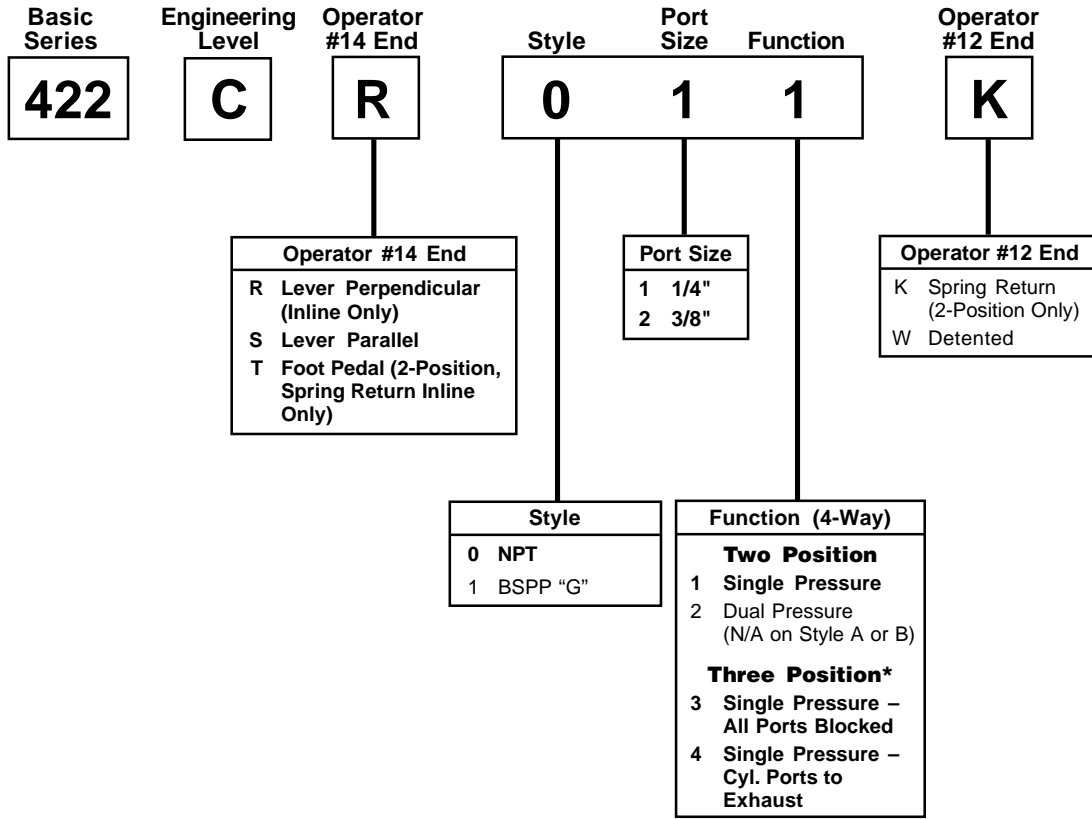 Basic
Series
Engineering
Level
Operator
#14 End
Style
Port
Size
Function
Operator
#12 End
422
C
R
0 1 1
K
Operator #14 End
R Lever Perpendicular
(Inline Only)
S Lever Parallel
T Foot Pedal (2-Position,
Spring Return Inline
Only)
Port Size
1 1/4"
2 3/8"
Operator #12 End
K Spring Return
(2-Position Only)
W Detented
Style
0 NPT
1 BSPP “G”
Function (4-Way)
Two Position
1 Single Pressure
2 Dual Pressure
(N/A on Style A or B)
Three Position*
3 Single Pressure –
All Ports Blocked
4 Single Pressure –
Cyl. Ports to
Exhaust